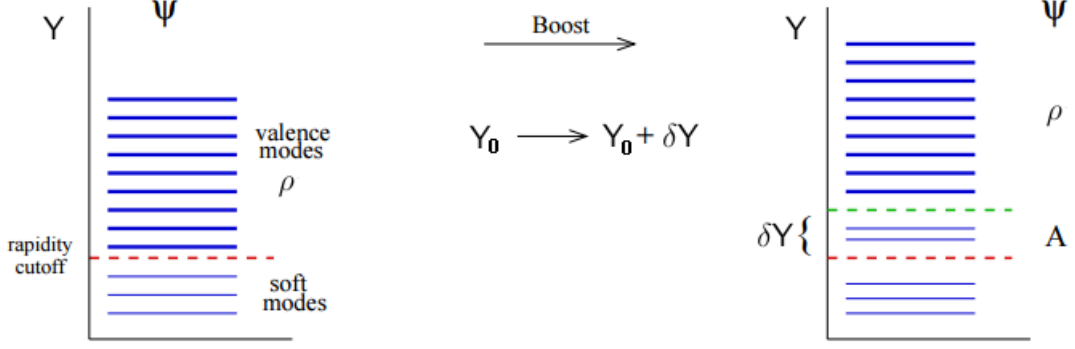 Ψ
Y
valence
modes
ρ
rapidity
cutoff
soft
modes
Boost
Y₀ → Y₀ + δY
Ψ
Y
ρ
δY {
A